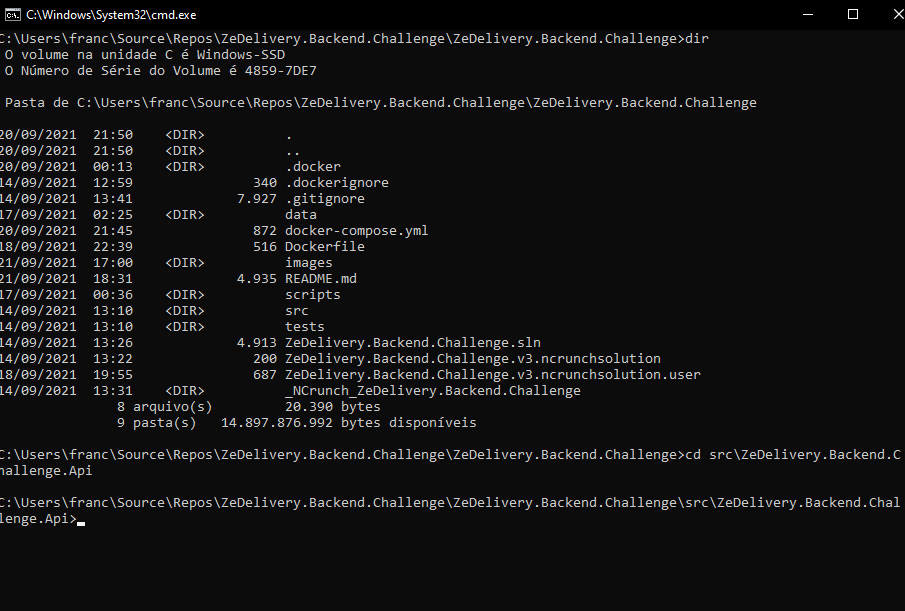 C:\Windows\System32\cmd.exe
C:\Users\franc\Source\Repos\ZeDelivery.Backend.Challenge\ZeDelivery.Backend.Challenge>dir
O volume na unidade C é Windows-SSD
O Número de Série do Volume é 4859-7DE7
Pasta de C:\Users\franc\Source\Repos\ZeDelivery.Backend.Challenge\ZeDelivery.Backend.Challenge
20/09/2021  21:50    <DIR>          .
20/09/2021  21:50    <DIR>          ..
20/09/2021  00:13    <DIR>          .docker
14/09/2021  12:59               340 .dockerignore
14/09/2021  13:41             7.927 .gitignore
17/09/2021  02:25    <DIR>          data
20/09/2021  21:45               872 docker-compose.yml
18/09/2021  22:39               516 Dockerfile
21/09/2021  17:00    <DIR>          images
21/09/2021  18:31             4.935 README.md
17/09/2021  00:36    <DIR>          scripts
14/09/2021  13:10    <DIR>          src
14/09/2021  13:10    <DIR>          tests
14/09/2021  13:26             4.913 ZeDelivery.Backend.Challenge.sln
14/09/2021  13:22               200 ZeDelivery.Backend.Challenge.v3.ncrunchsolution
18/09/2021  19:55               687 ZeDelivery.Backend.Challenge.v3.ncrunchsolution.user
14/09/2021  13:31    <DIR>          _NCrunch_ZeDelivery.Backend.Challenge
8 arquivo(s)         20.390 bytes
9 pasta(s)   14.897.876.992 bytes disponíveis
C:\Users\franc\Source\Repos\ZeDelivery.Backend.Challenge\ZeDelivery.Backend.Challenge>cd src\ZeDelivery.Backend.C
hallenge.Api
C:\Users\franc\Source\Repos\ZeDelivery.Backend.Challenge\ZeDelivery.Backend.Challenge\src\ZeDelivery.Backend.Chal
lenge.Api>